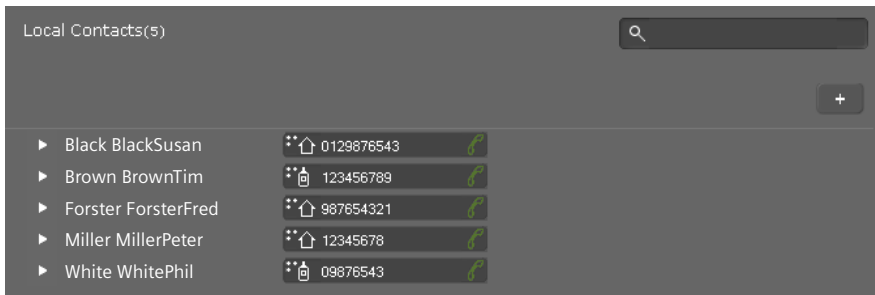 Local Contacts(5)
+
Black BlackSusan 0129876543
Brown BrownTim 123456789
Forster ForsterFred 987654321
Miller MillerPeter 12345678
White WhitePhil 09876543